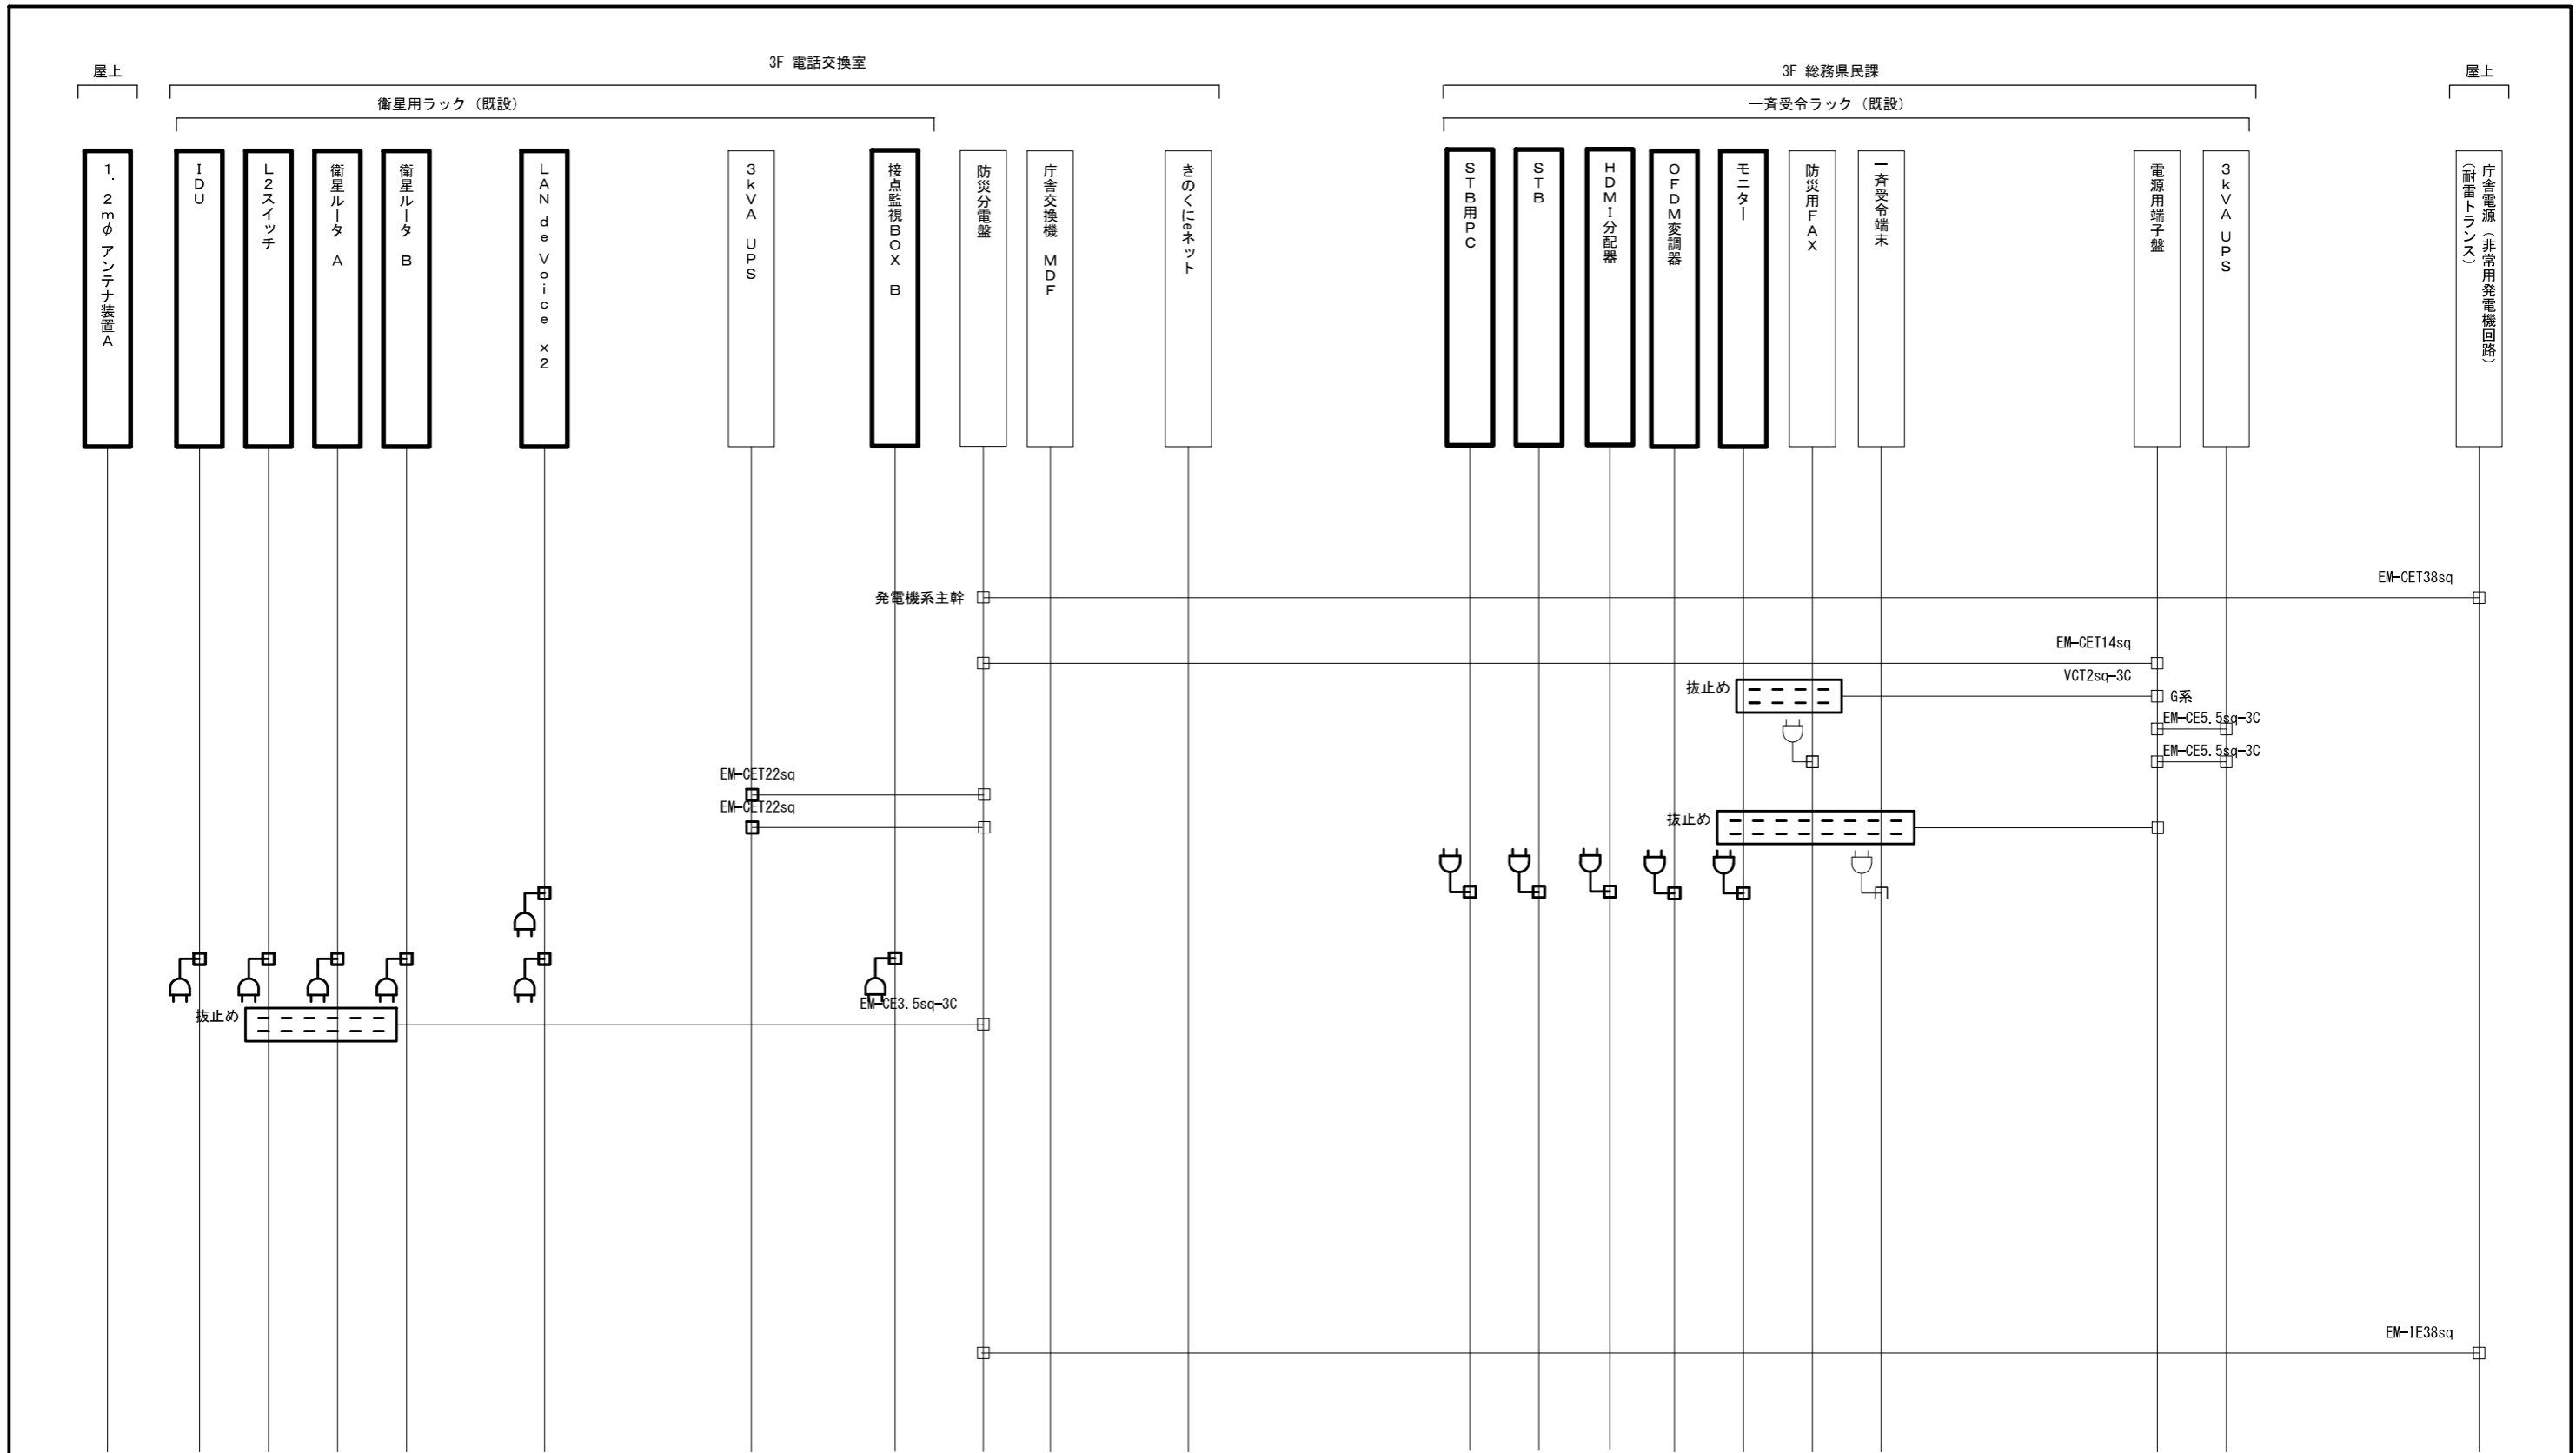 屋上
3F 電話交換室
3F 総務県民課
屋上
衛星用ラック（既設）
一斉受令ラック（既設）
１．２ｍφ アンテナ装置Ａ
ＩＤＵ
Ｌ２スイッチ
衛星ルータ Ａ
衛星ルータ Ｂ
ＬＡＮ ｄｅ Ｖｏｉｃｅ ×２
３ｋＶＡ ＵＰＳ
接点監視ＢＯＸ Ｂ
防災分電盤
庁舎交換機 ＭＤＦ
きのくにeネット
ＳＴＢ用ＰＣ
ＳＴＢ
ＨＤＭＩ分配器
ＯＦＤＭ変調器
モニター
防災用ＦＡＸ
一斉受令端末
電源用端子盤
３ｋＶＡ ＵＰＳ
庁舎電源（非常用発電機回路）
（耐雷トランス）
EM-CET38sq
発電機系主幹
EM-CET14sq
VCT2sq-3C
抜止め
G系
EM-CE5.5sq-3C
EM-CE5.5sq-3C
EM-CET22sq
EM-CET22sq
抜止め
EM-CE3.5sq-3C
抜止め
EM-IE38sq